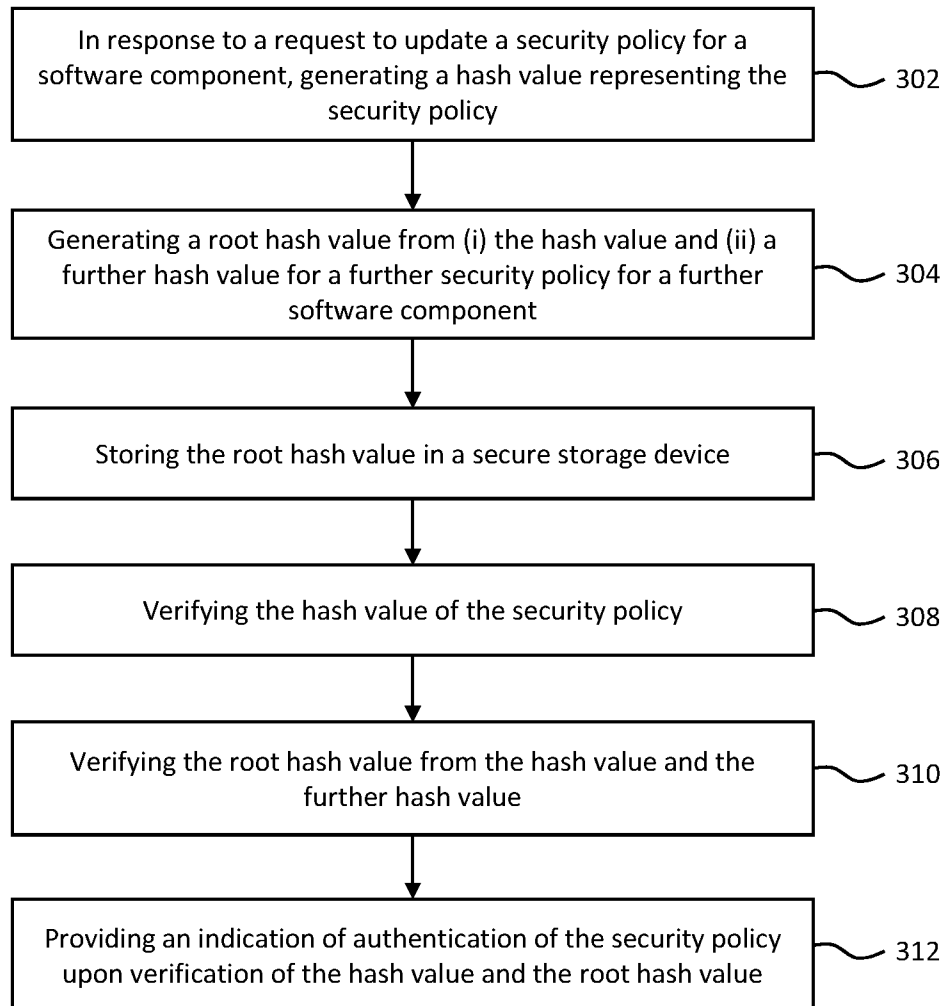 In response to a request to update a security policy for a
software component, generating a hash value representing the
security policy
302
Generating a root hash value from (i) the hash value and (ii) a
further hash value for a further security policy for a further
software component
304
Storing the root hash value in a secure storage device
306
Verifying the hash value of the security policy
308
Verifying the root hash value from the hash value and the
further hash value
310
Providing an indication of authentication of the security policy
upon verification of the hash value and the root hash value
312